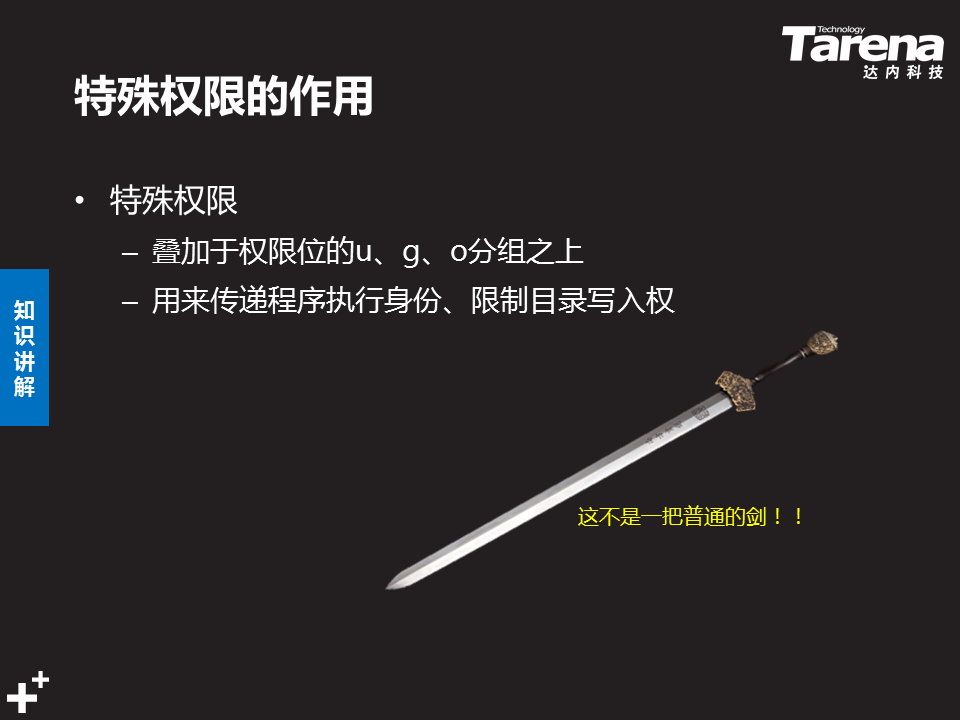 Technology
Tarena
达内科技
特殊权限的作用
• 特殊权限
– 叠加于权限位的u、g、o分组之上
– 用来传递程序执行身份、限制目录写入权
知识讲解
这不是一把普通的剑！！